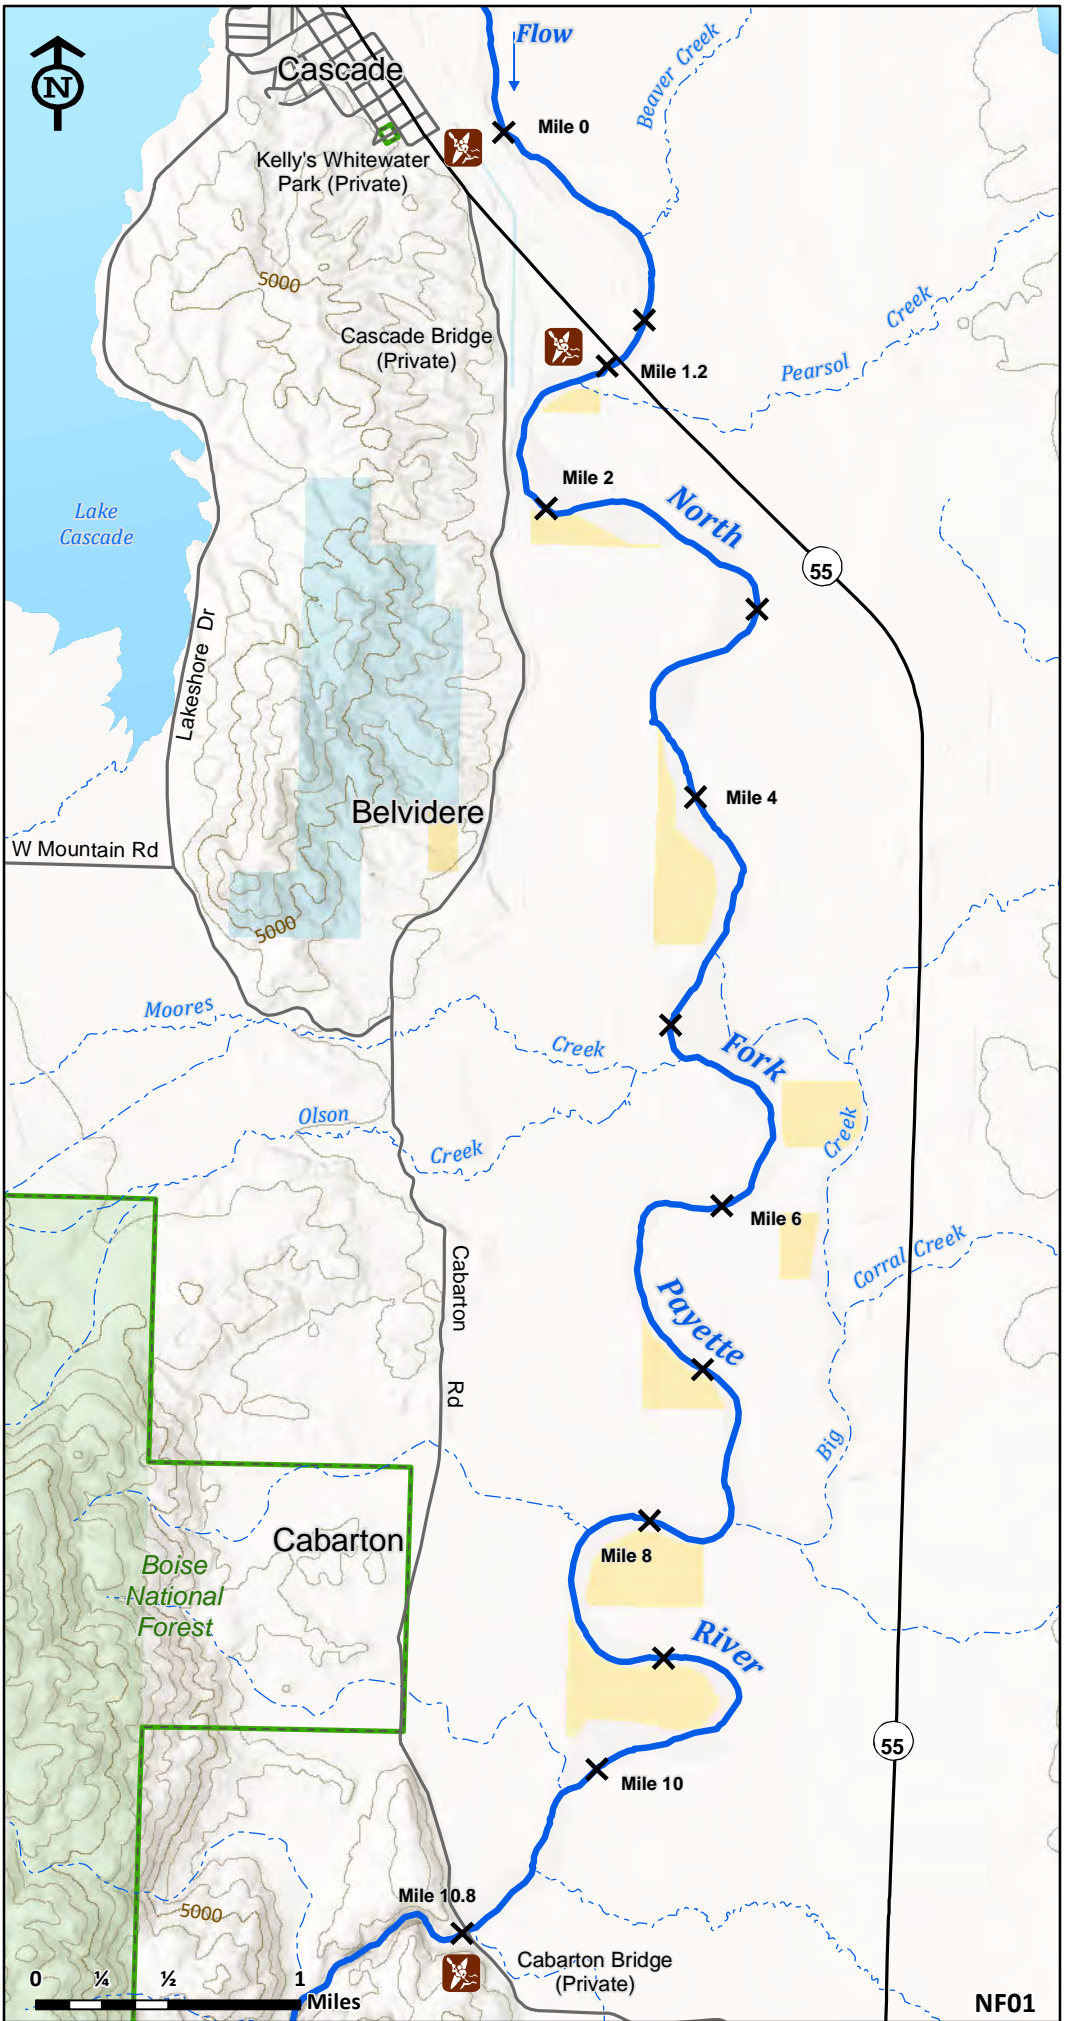 Flow
Beaver Creek
N
Cascade
Mile 0
Kelly's Whitewater
Park (Private)
5000
Creek
Cascade Bridge
(Private)
Mile 1.2
Pearsol
Mile 2
North
Lake
Cascade
55
Lakeshore Dr
Mile 4
Belvidere
W Mountain Rd
5000
Moores
Creek
Fork
Olson
Creek
Creek
Mile 6
Corral Creek
Cabarton
Rd
Payette
Big
Cabarton
Mile 8
Boise
National
Forest
River
55
Mile 10
Mile 10.8
5000
Cabarton Bridge
(Private)
0 ¼ ½ 1
Miles
NF01